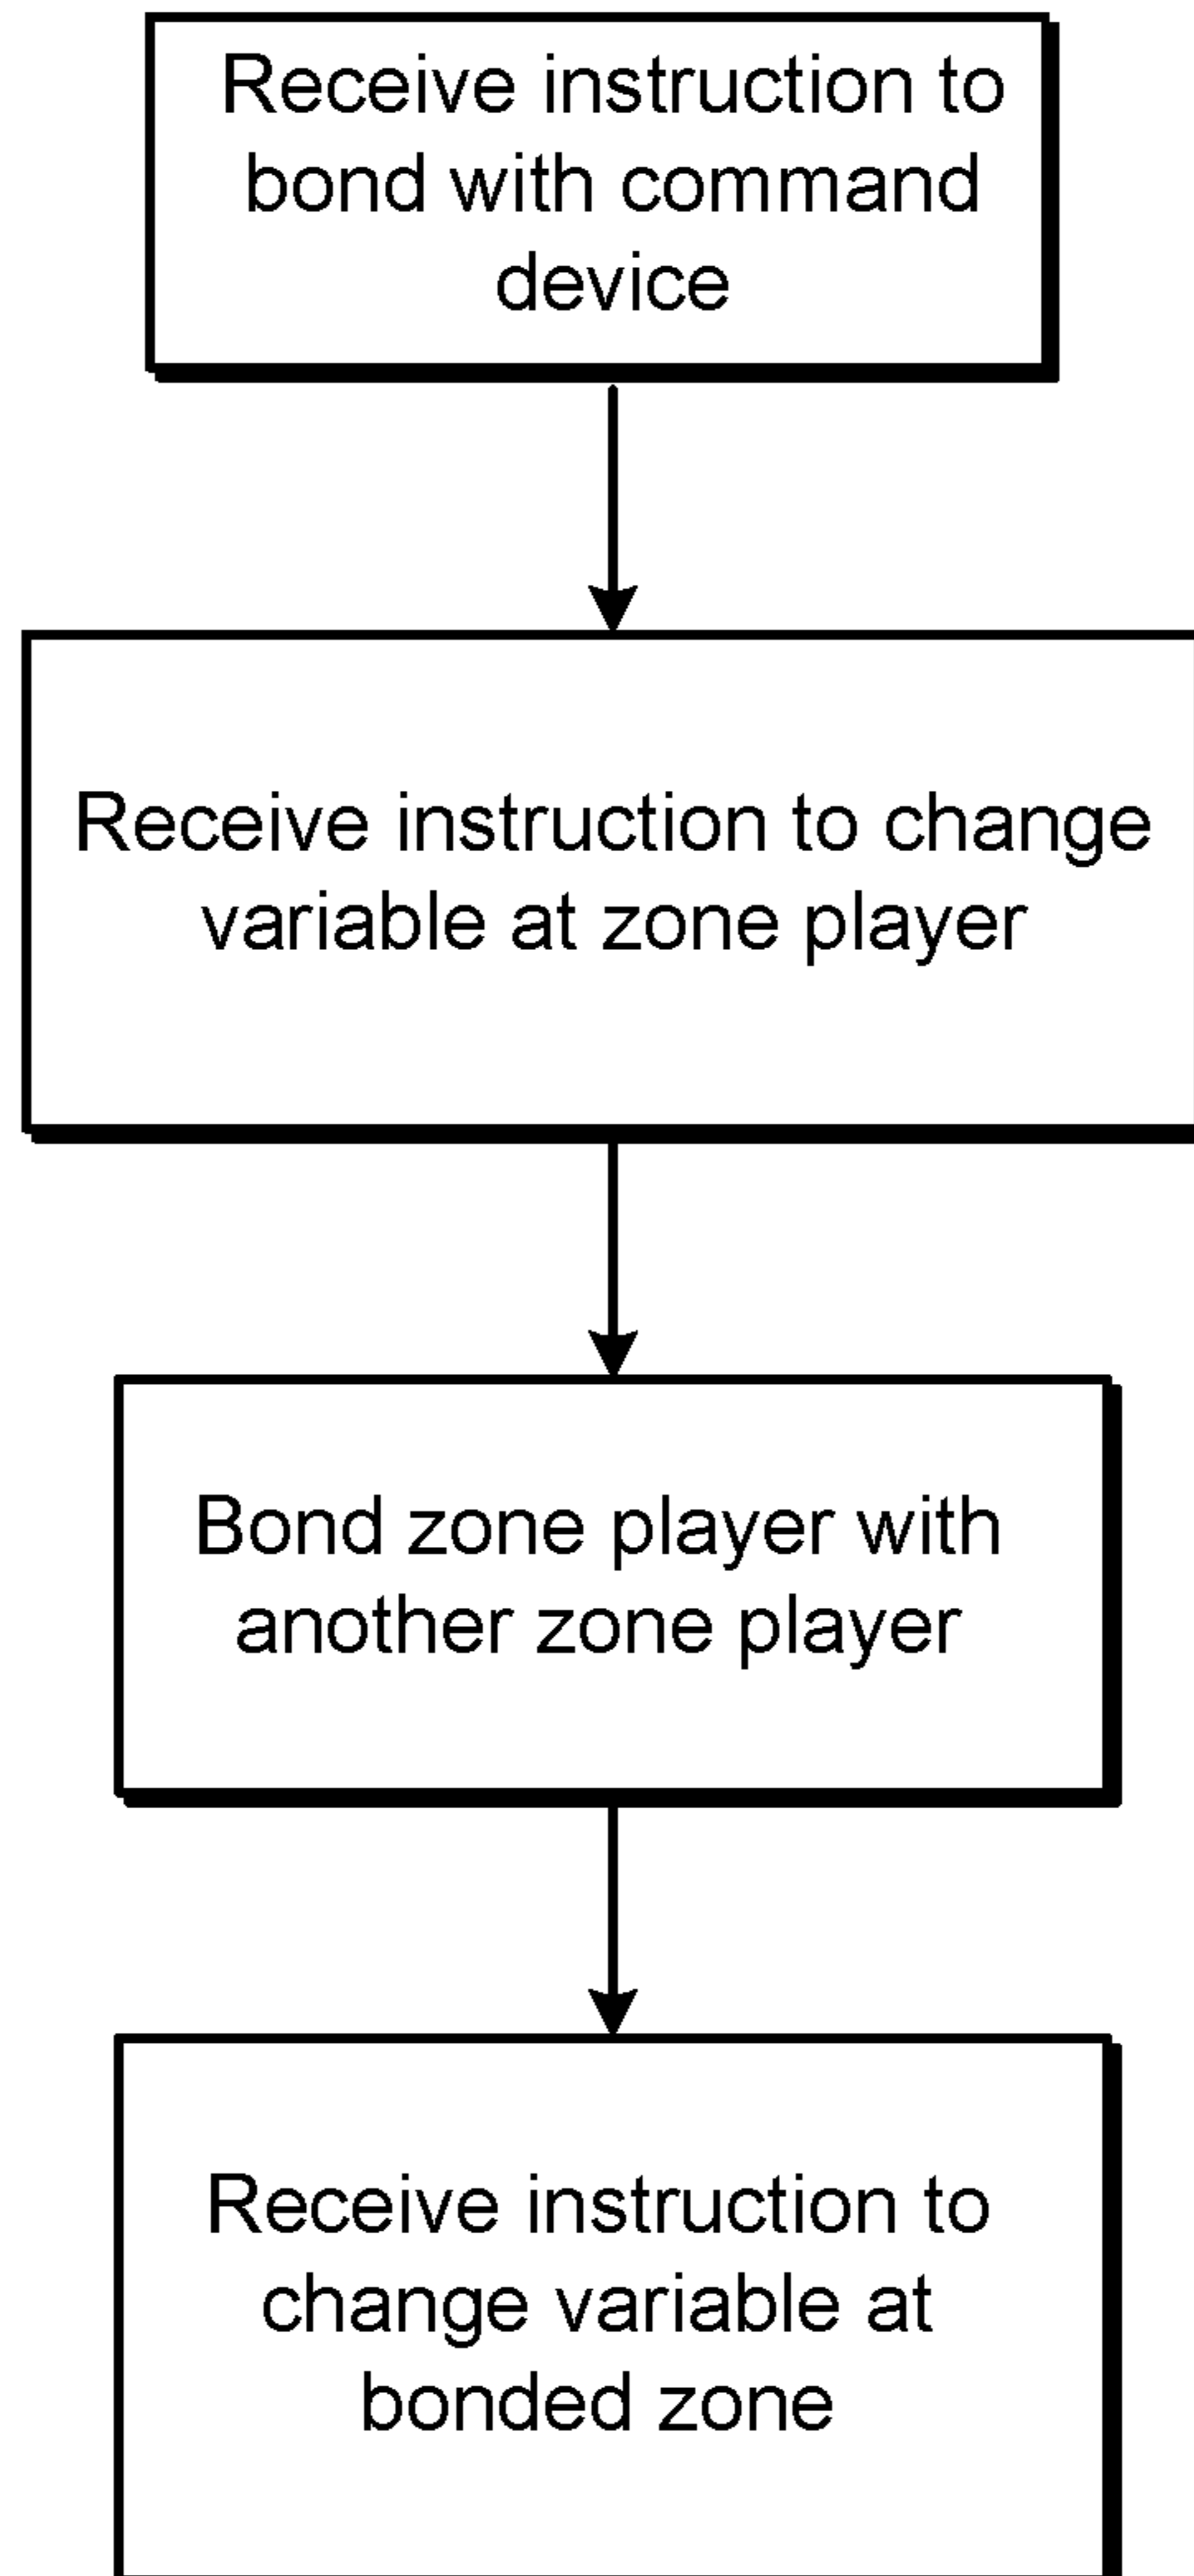 Receive instruction to
bond with command
device
Receive instruction to change
variable at zone player
Bond zone player with
another zone player
Receive instruction to
change variable at
bonded zone